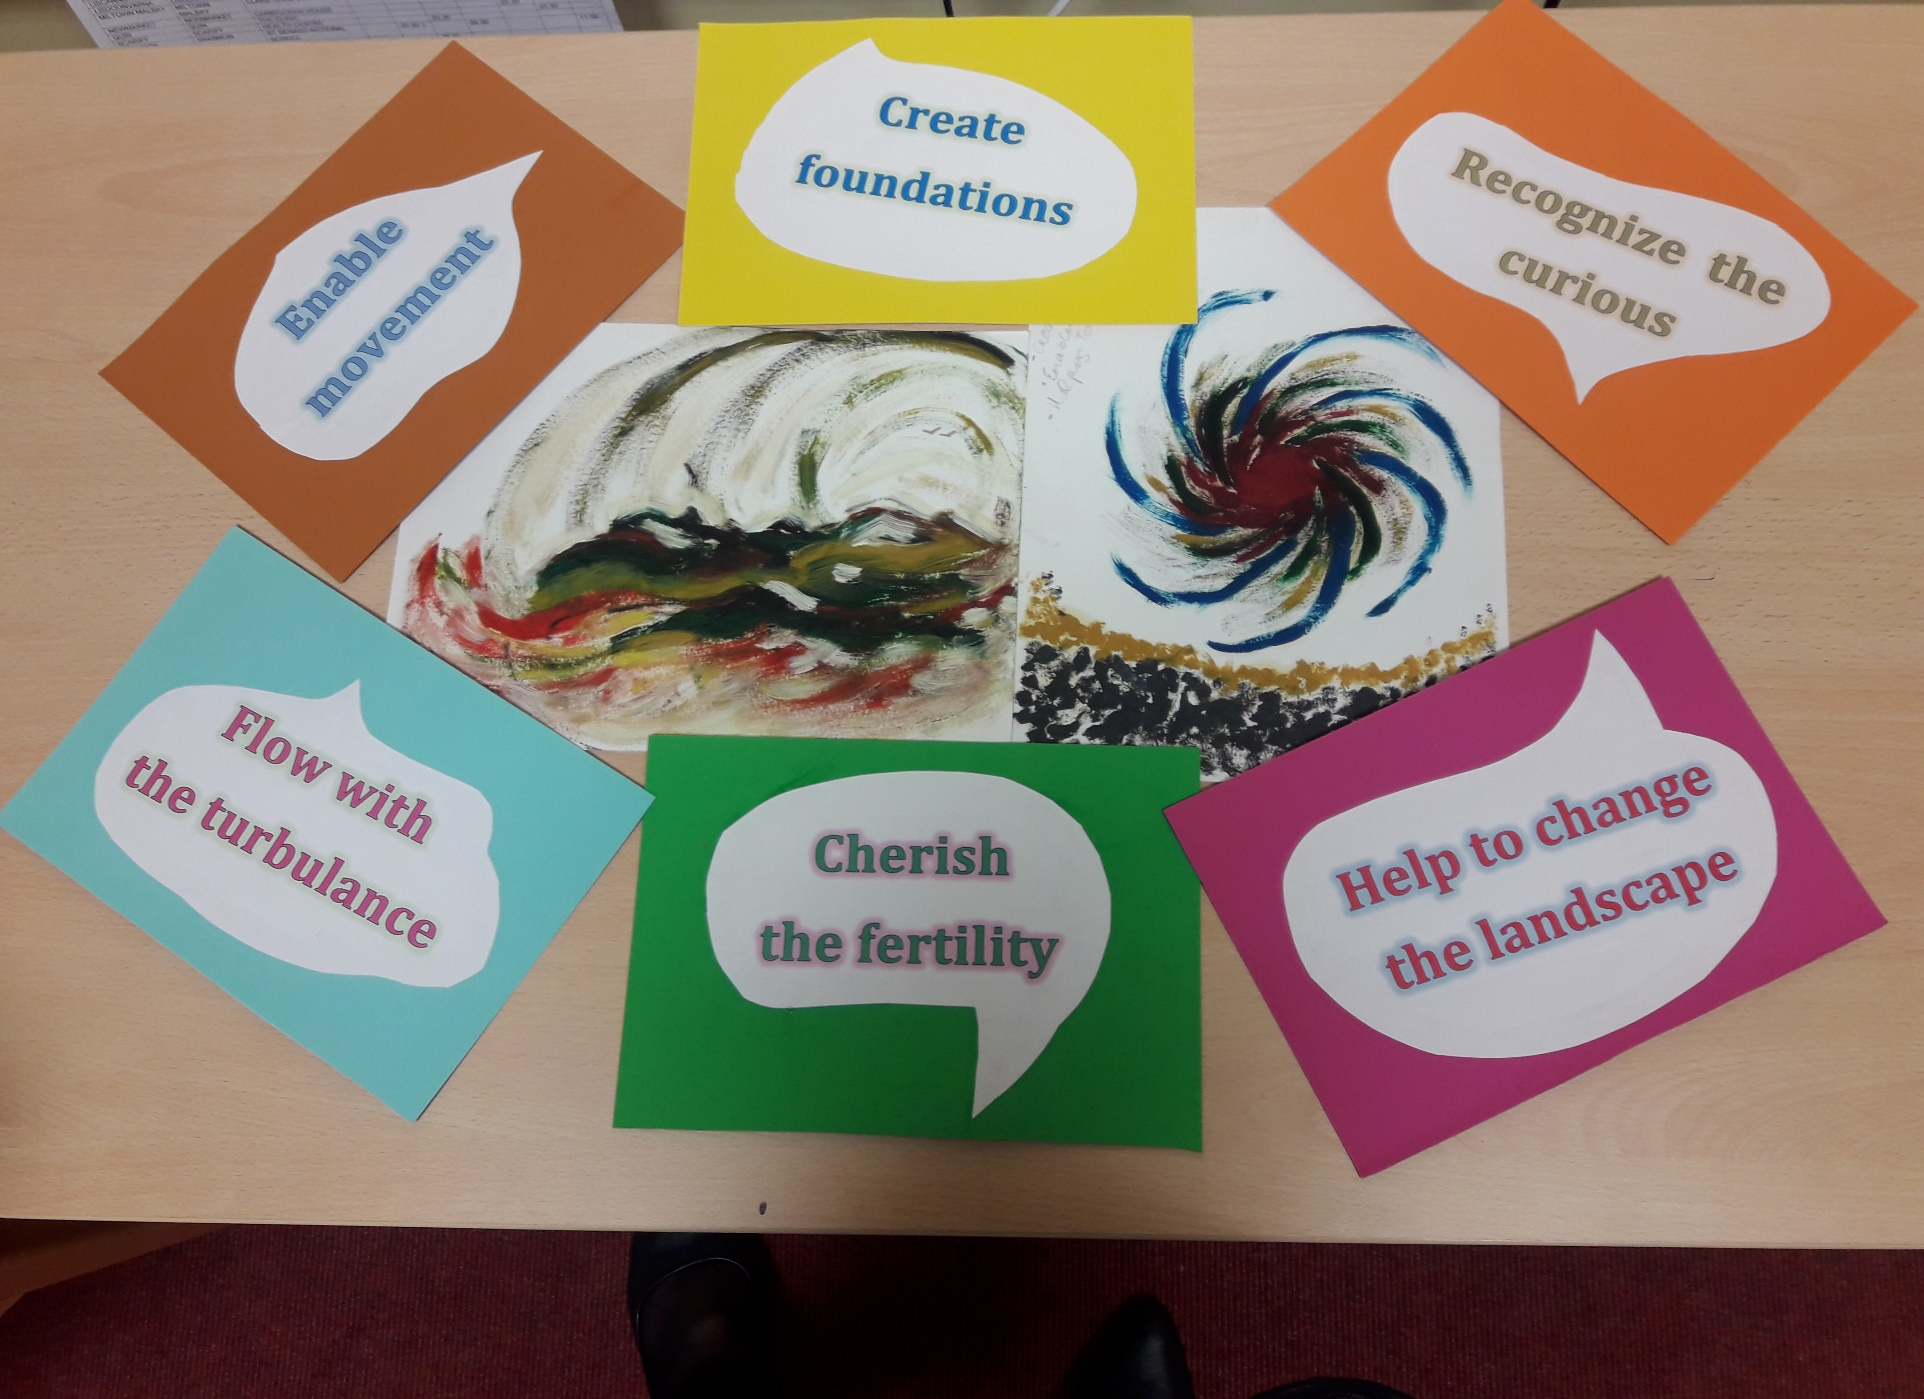 Create
foundations
Enable
movement
Recognize the
curious
Flow with
the turbulance
Cherish
the fertility
Help to change
the landscape